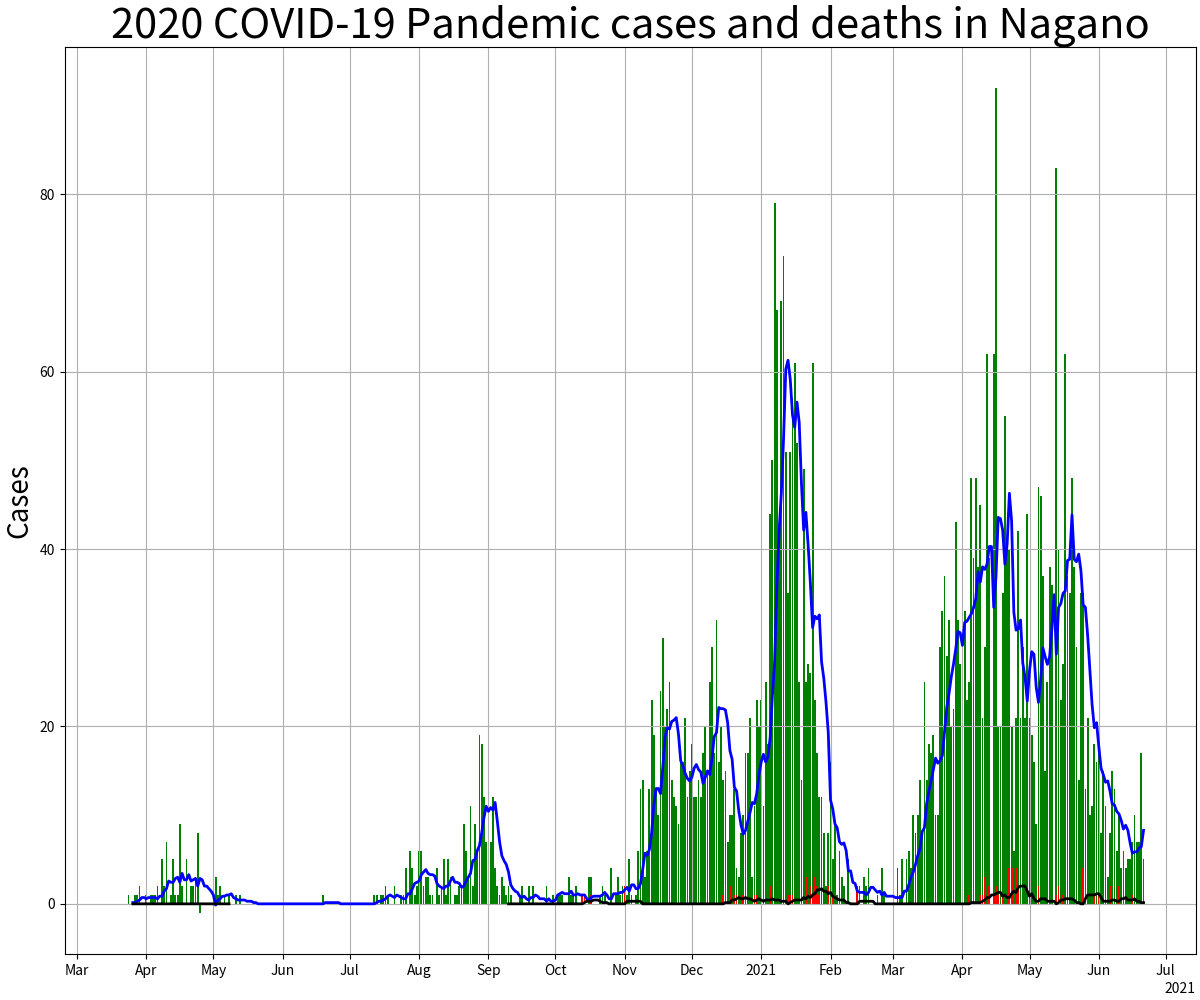 2020 COVID-19 Pandemic cases and deaths in Nagano
Cases
80
60
40
20
0
Mar Apr May Jun Jul Aug Sep Oct Nov Dec 2021 Feb Mar Apr May Jun Jul
2021